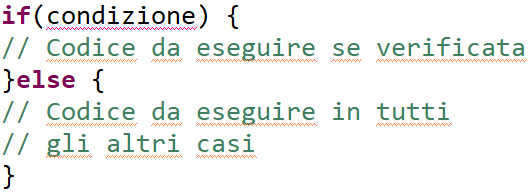 if(condizione) {
// Codice da eseguire se verificata
}else {
// Codice da eseguire in tutti
// gli altri casi
}